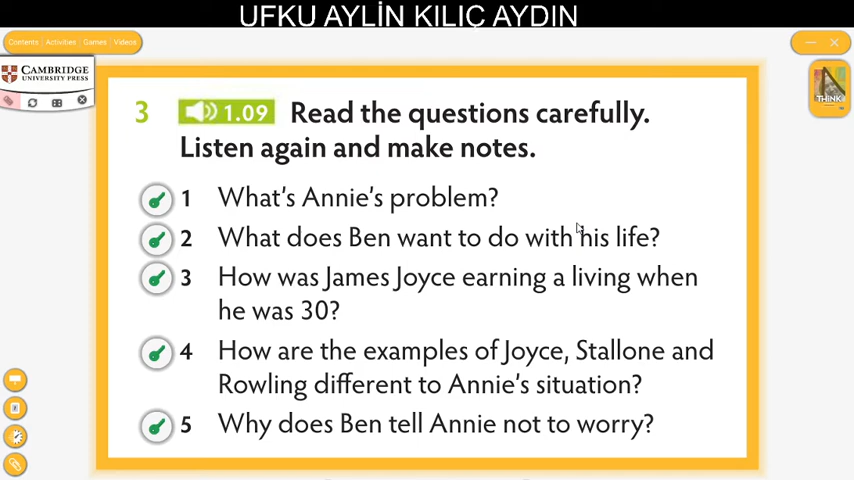 UFKU AYLİN KILIÇ AYDIN
Contents Activities Games Videos
CAMBRIDGE
UNIVERSITY PRESS
THiNK
3 1.09 Read the questions carefully.
Listen again and make notes.
1 What's Annie's problem?
2 What does Ben want to do with his life?
3 How was James Joyce earning a living when
he was 30?
4 How are the examples of Joyce, Stallone and
Rowling different to Annie's situation?
5 Why does Ben tell Annie not to worry?